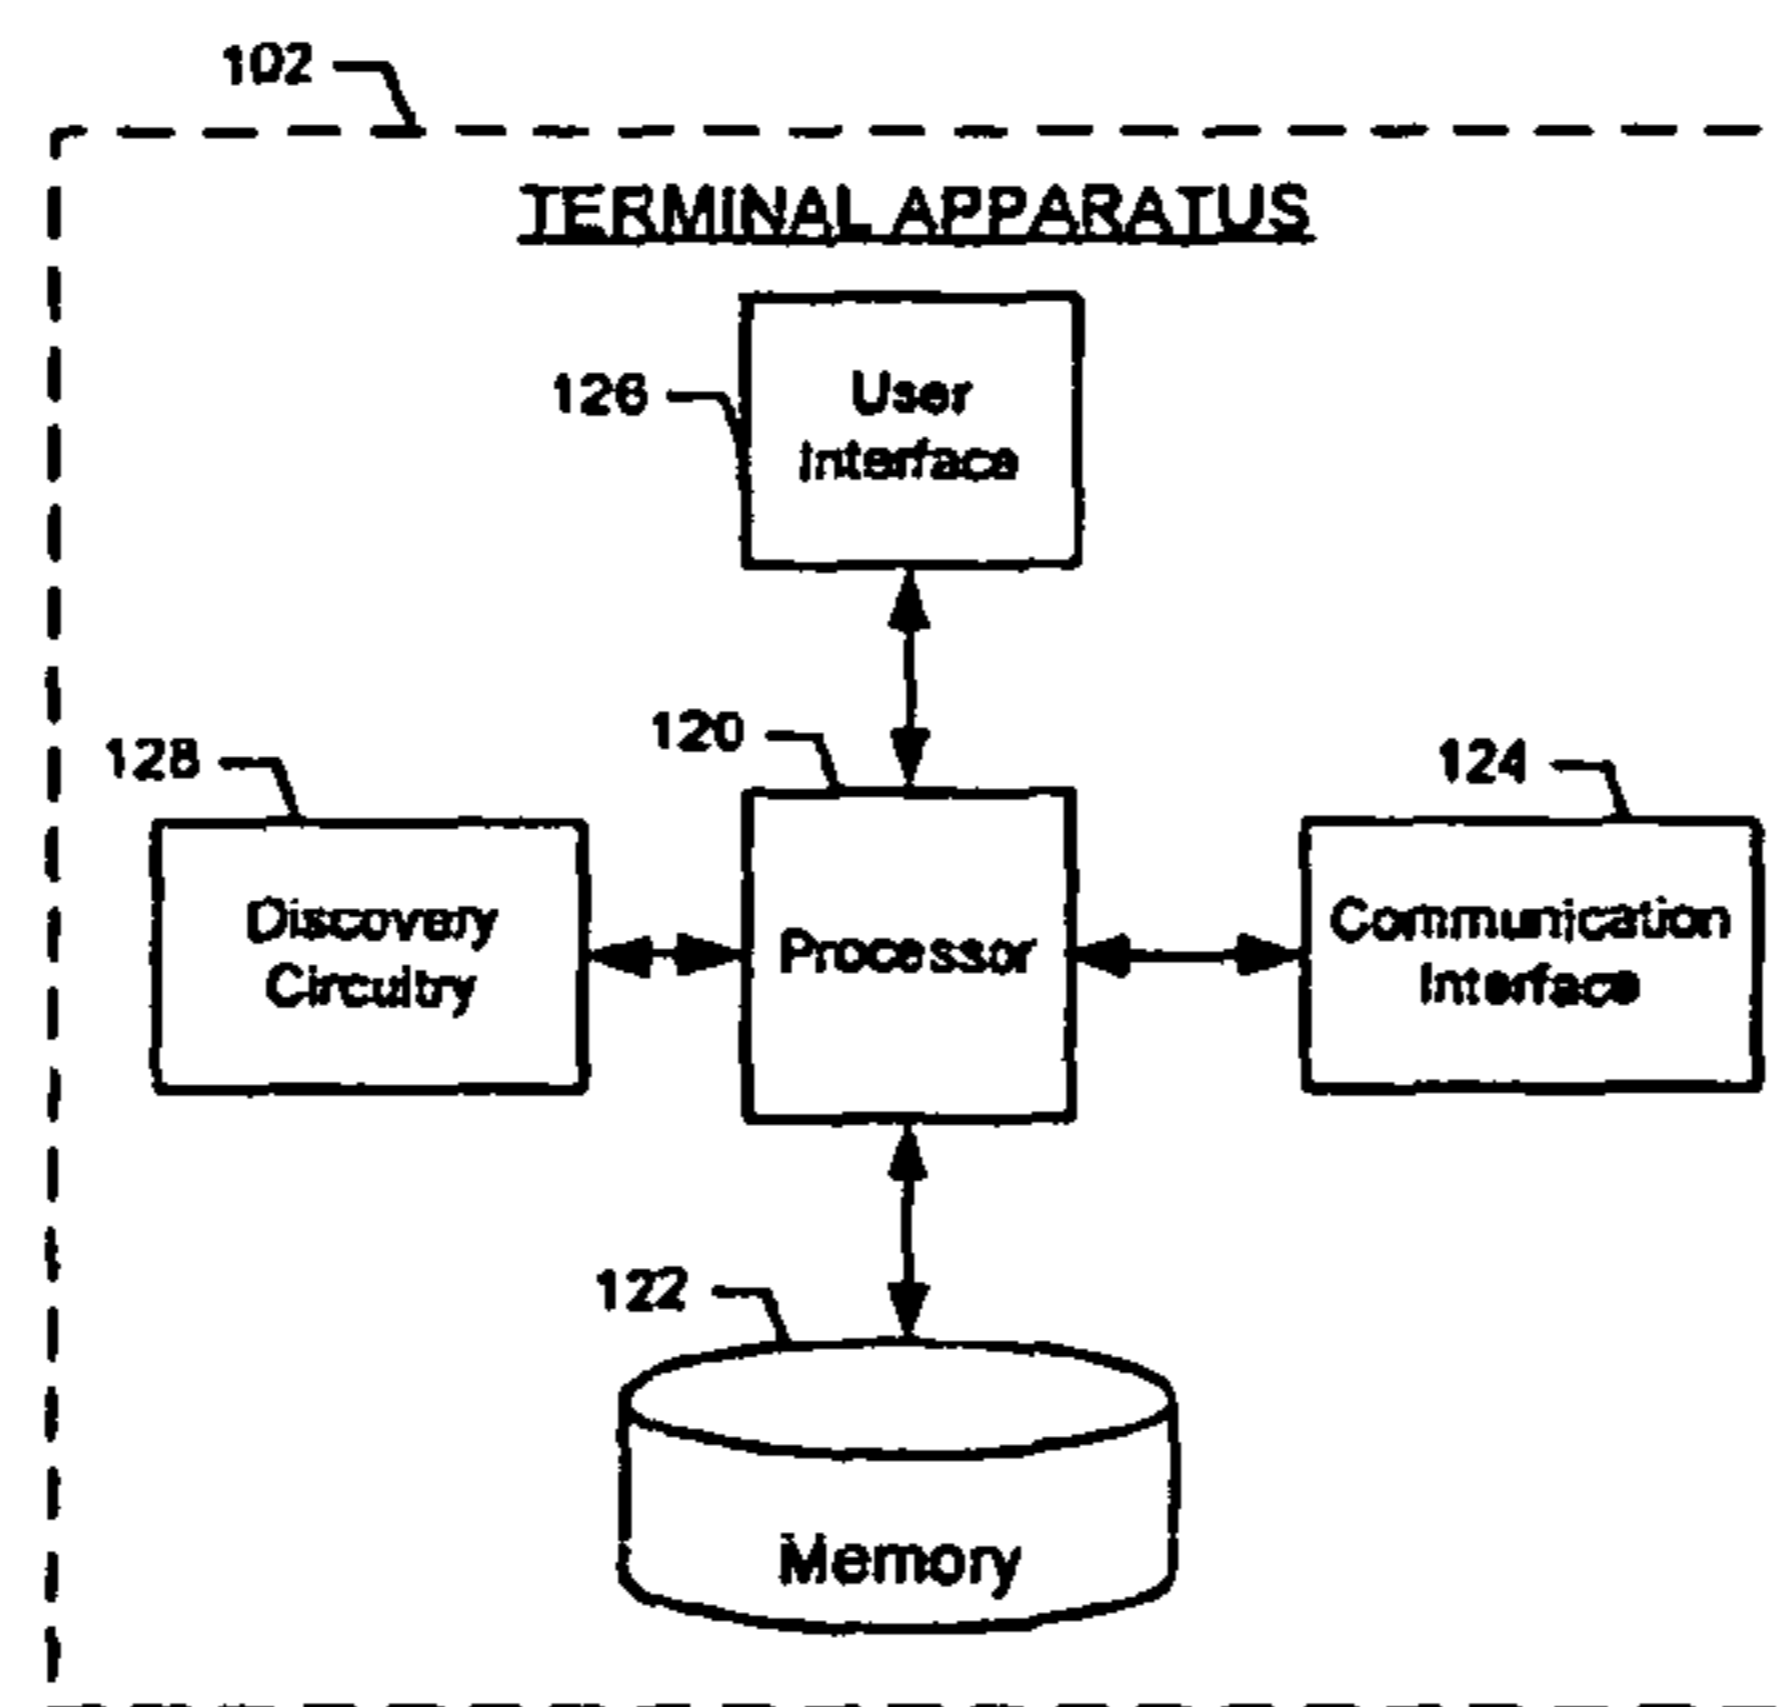 102
TERMINAL APPARATUS
126
User
Interface
120
128
124
Discovery
Circuitry
Processor
Communication
Interface
122
Memory